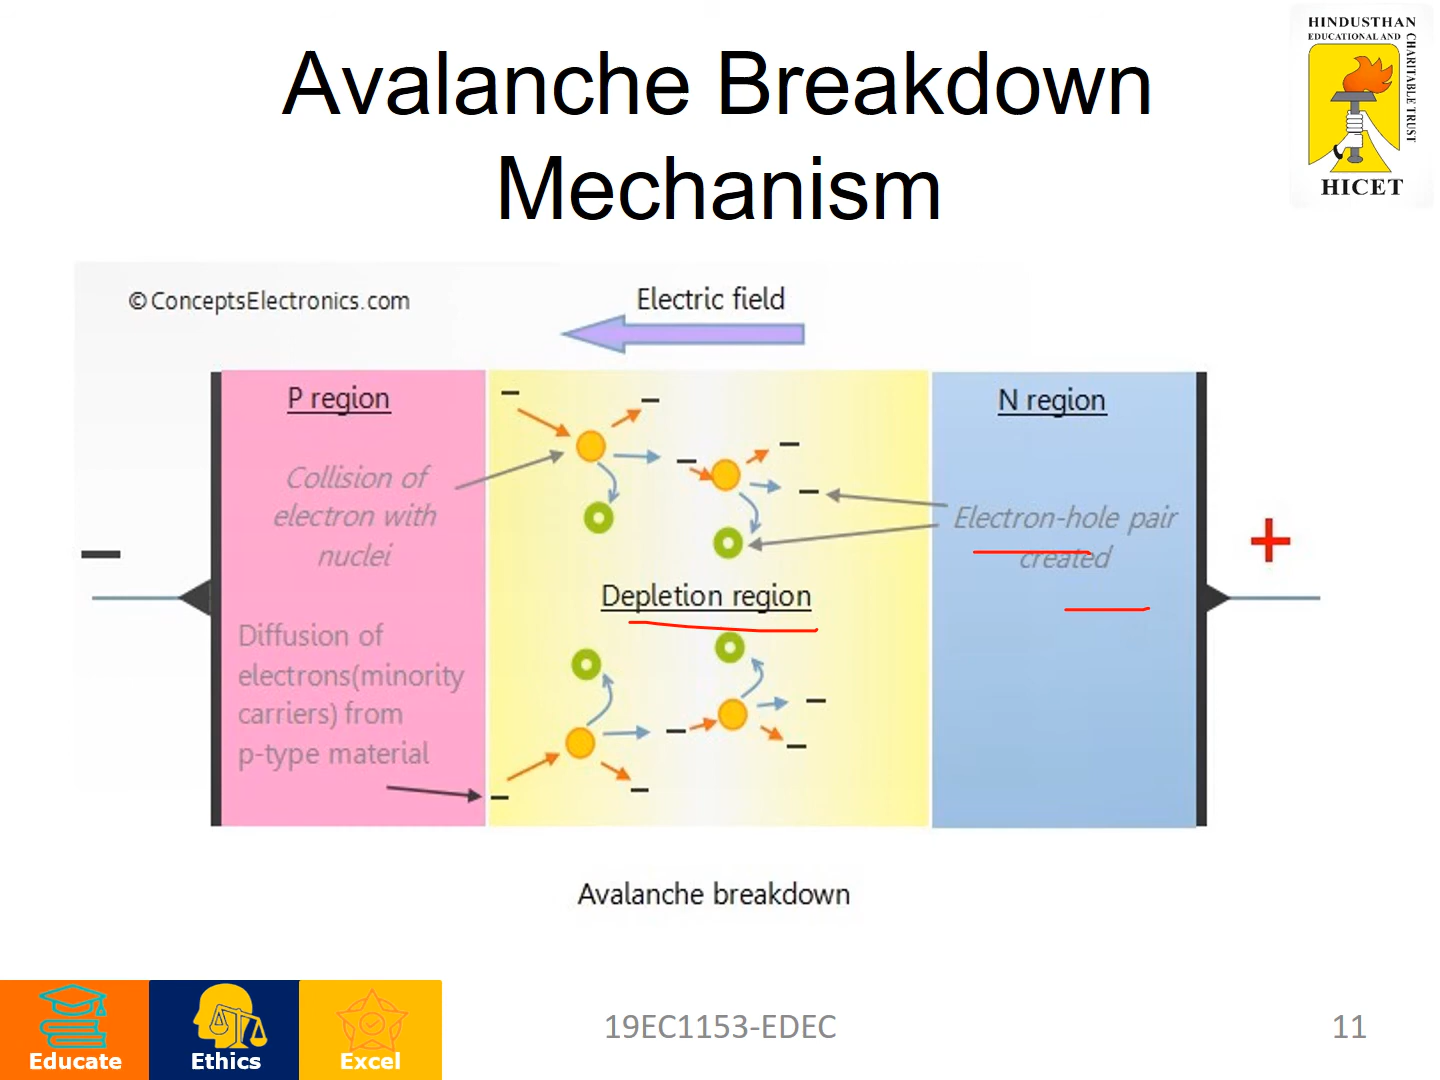 HINDUSTHAN
EDUCATIONAL AND
CHARITABLE TRUST
HICET
Avalanche Breakdown
Mechanism
© ConceptsElectronics.com
Electric field
P region
N region
Collision of
electron with
nuclei
Electron-hole pair
created
Depletion region
Diffusion of
electrons(minority
carriers) from
p-type material
Avalanche breakdown
Educate
Ethics
Excel
19EC1153-EDEC
11